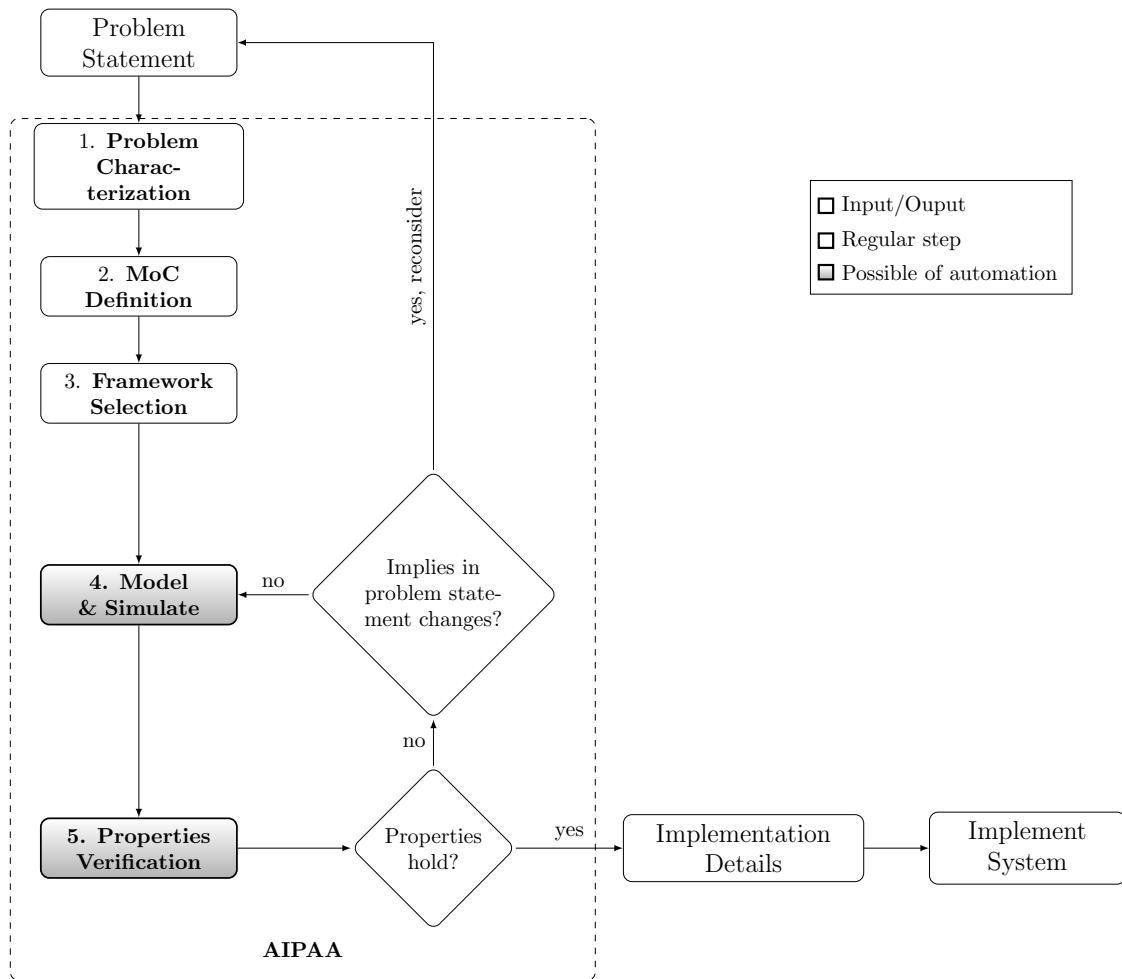 Problem
Statement
1. Problem
Charac-
terization
2. MoC
Definition
3. Framework
Selection
yes, reconsider
Input/Ouput
Regular step
Possible of automation
4. Model
& Simulate
no
Implies in
problem state-
ment changes?
no
5. Properties
Verification
Properties
hold?
yes
Implementation
Details
Implement
System
AIPAA